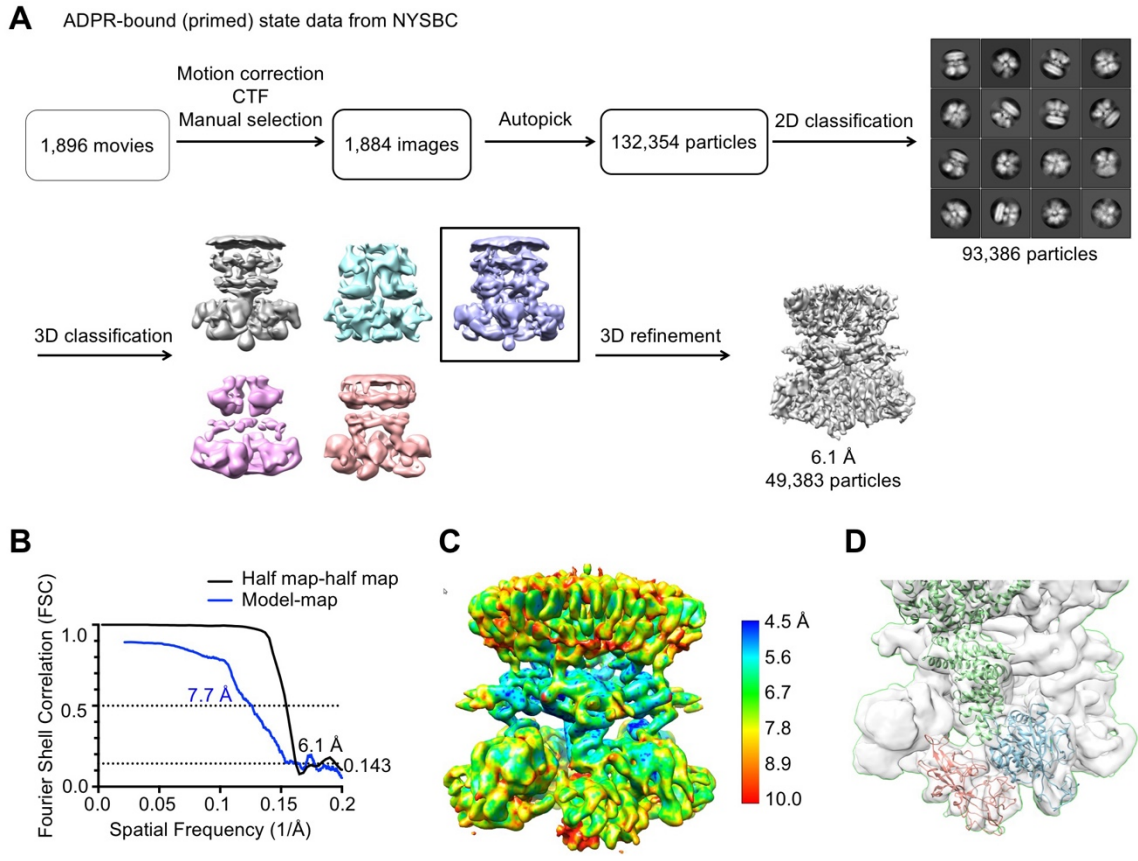 A
ADPR-bound (primed) state data from NYSBC
1,896 movies
Motion correction
CTF
Manual selection
1,884 images
Autopick
132,354 particles
2D classification
93,386 particles
3D classification
3D refinement
6.1 Å
49,383 particles
B
Half map-half map
Model-map
Fourier Shell Correlation (FSC)
1.0
0.5
0.0
7.7 Å
6.1 Å
0.143
0.0
0.05
0.1
0.15
0.2
Spatial Frequency (1/Å)
C
4.5 Å
5.6
6.7
7.8
8.9
10.0
D